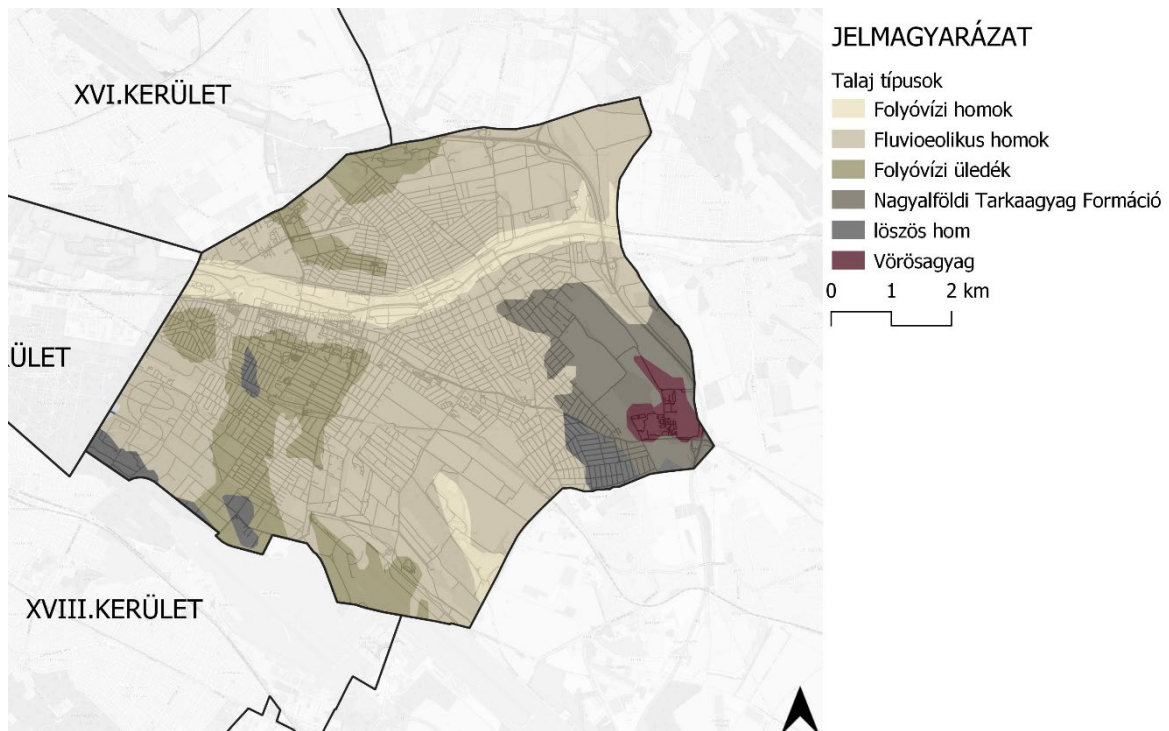 XVI.KERÜLET
ÜLET
XVIII.KERÜLET
JELMAGYARÁZAT
Talaj típusok
Folyóvízi homok
Fluvioeolikus homok
Folyóvízi üledék
Nagyalföldi Tarkaagyag Formáció
löszös hom
Vörösagyag
0 1 2 km